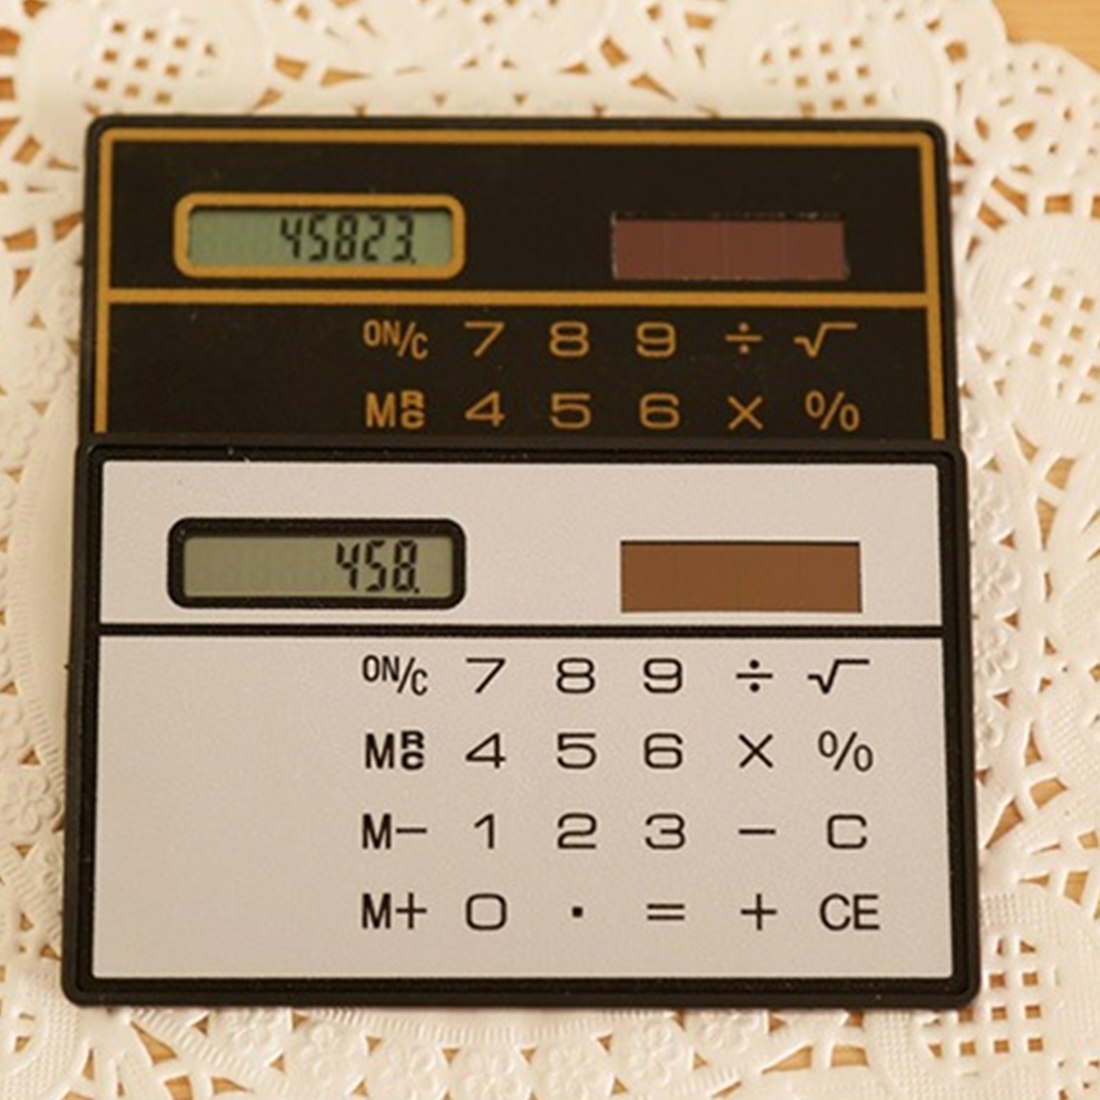 45823.
ON/C 7 8 9 ÷ √
MRC 4 5 6 × %
458.
ON/C 7 8 9 ÷ √
MRC 4 5 6 × %
M− 1 2 3 − C
M+ 0 . = + CE